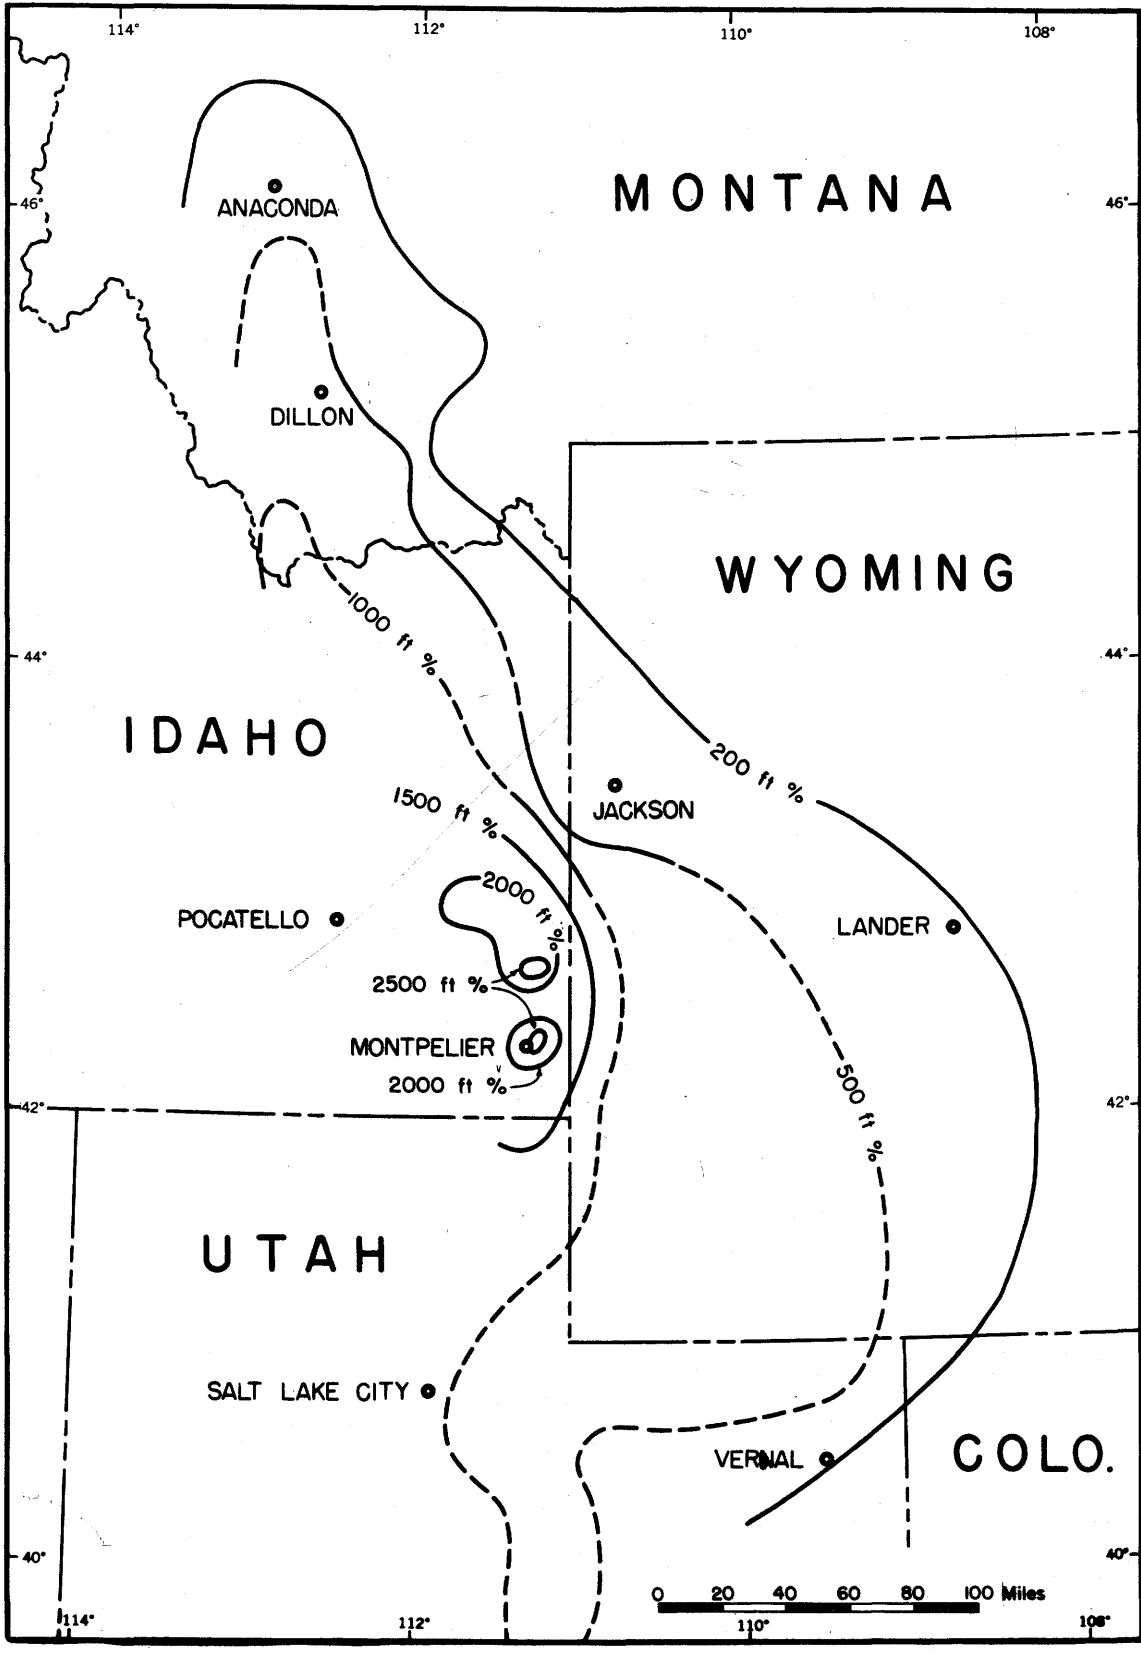 114° 112° 110° 108°
46° ANACONDA MONTANA 46°
DILLON
WYOMING
1000 ft %
44° 44°
IDAHO
200 ft %
1500 ft % JACKSON
2000 ft %
POCATELLO LANDER
2500 ft %
MONTPELIER
500 ft %
2000 ft %
42° 42°
UTAH
SALT LAKE CITY
VERNAL COLO.
40° 40°
0 20 40 60 80 100 Miles
114° 112° 110° 108°